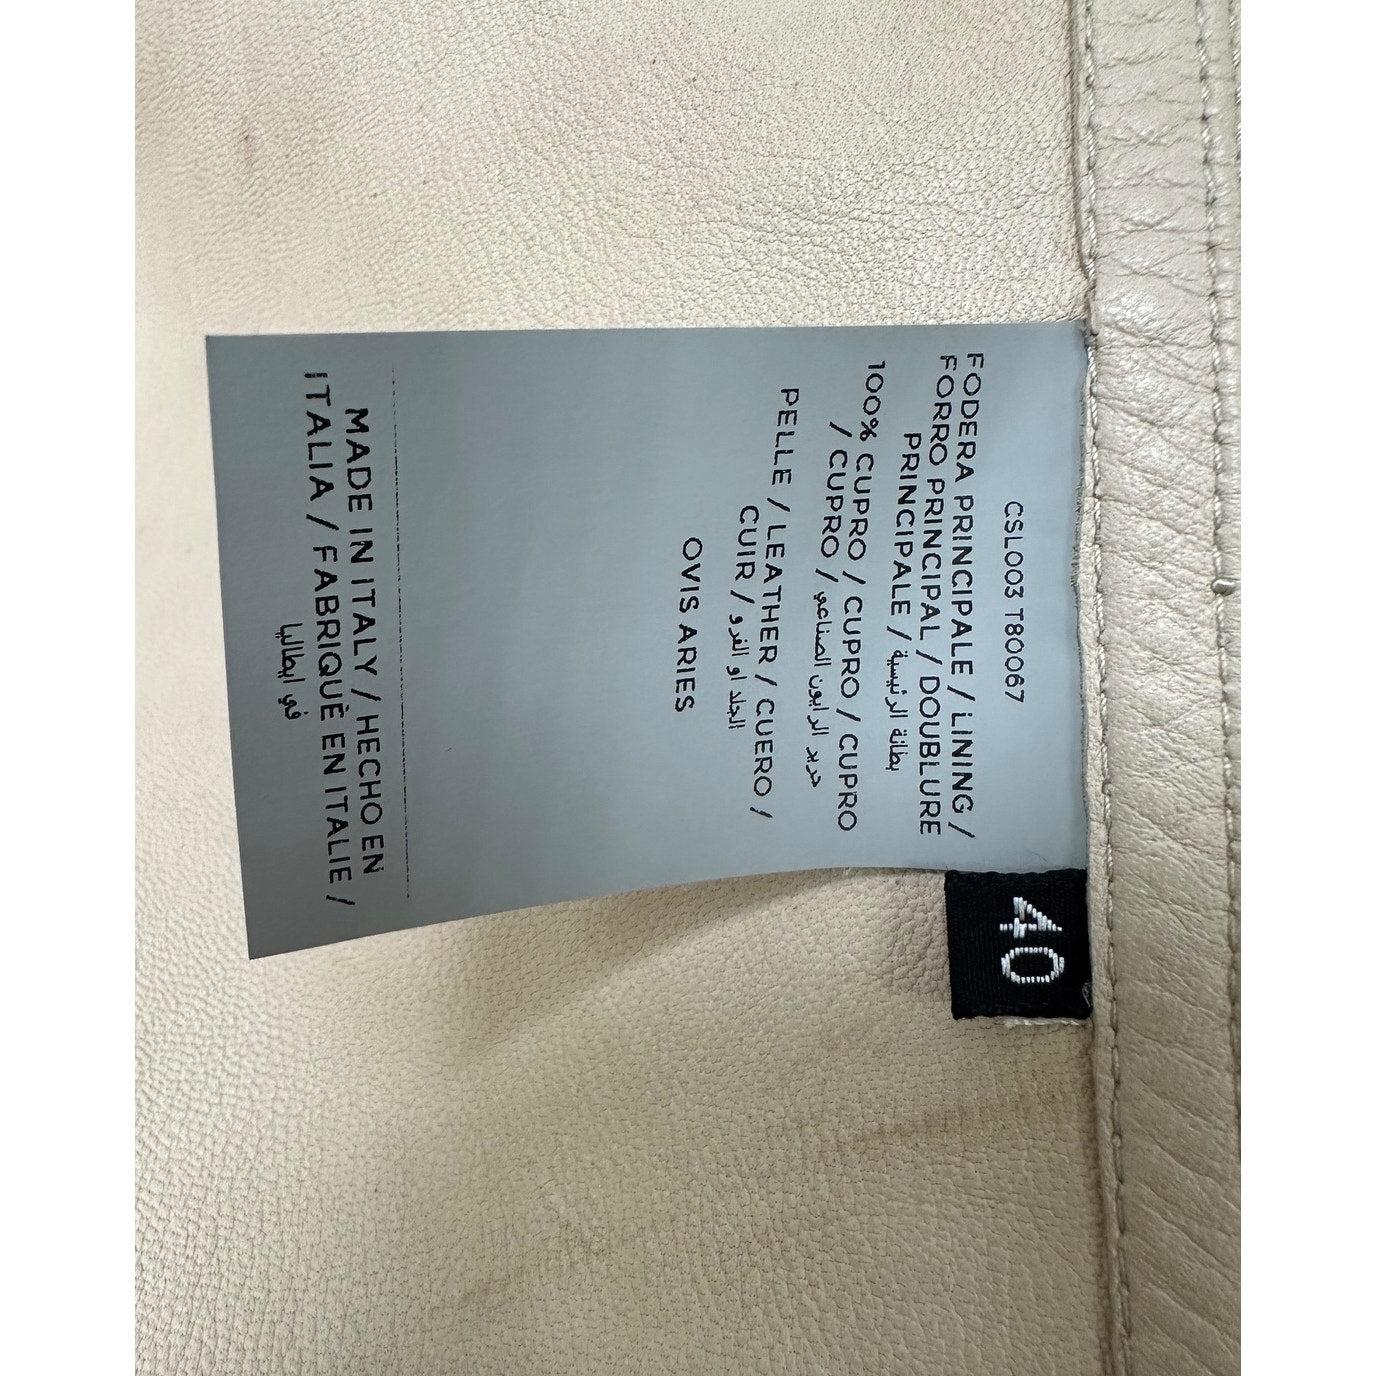 CSL003 T80067
FODERA PRINCIPALE / LINING /
FORRO PRINCIPAL / DOUBLURE
PRINCIPALE / بطانة الرئيسية
100% CUPRO / CUPRO / CUPRO
/ CUPRO / حرير الرايون الصناعي
PELLE / LEATHER / CUERO /
CUIR / الجلد او الفرو
OVIS ARIES
MADE IN ITALY / HECHO EN
ITALIA / FABRIQUÈ EN ITALIE /
في ايطاليا
40